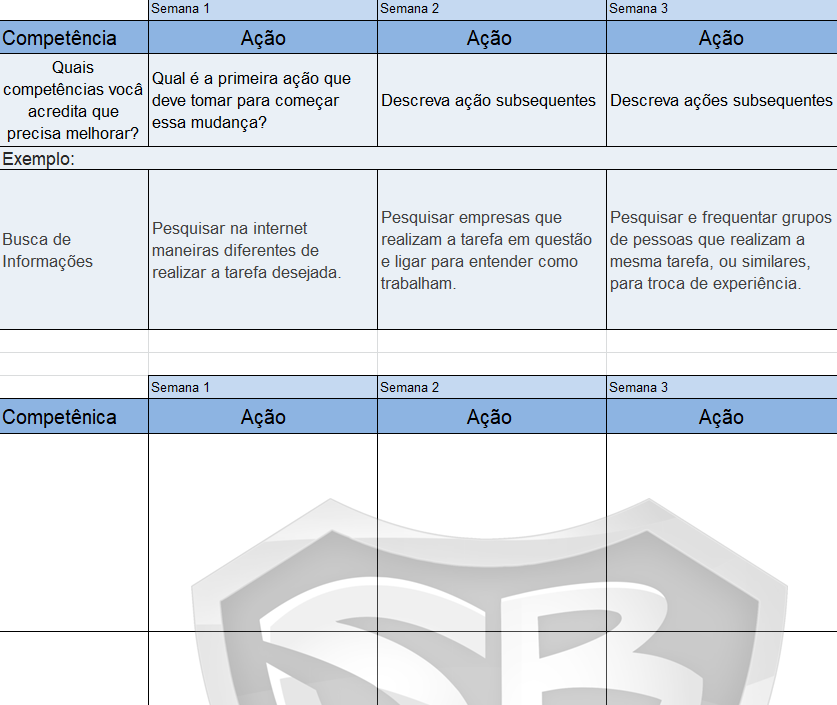 Semana 1
Semana 2
Semana 3
Competência
Ação
Ação
Ação
Quais
competências você
acredita que
precisa melhorar?
Qual é a primeira ação que
deve tomar para começar
essa mudança?
Descreva ação subsequentes
Descreva ações subsequentes
Exemplo:
Busca de
Informações
Pesquisar na internet
maneiras diferentes de
realizar a tarefa desejada.
Pesquisar empresas que
realizam a tarefa em questão
e ligar para entender como
trabalham.
Pesquisar e frequentar grupos
de pessoas que realizam a
mesma tarefa, ou similares,
para troca de experiência.
Semana 1
Semana 2
Semana 3
Competênica
Ação
Ação
Ação